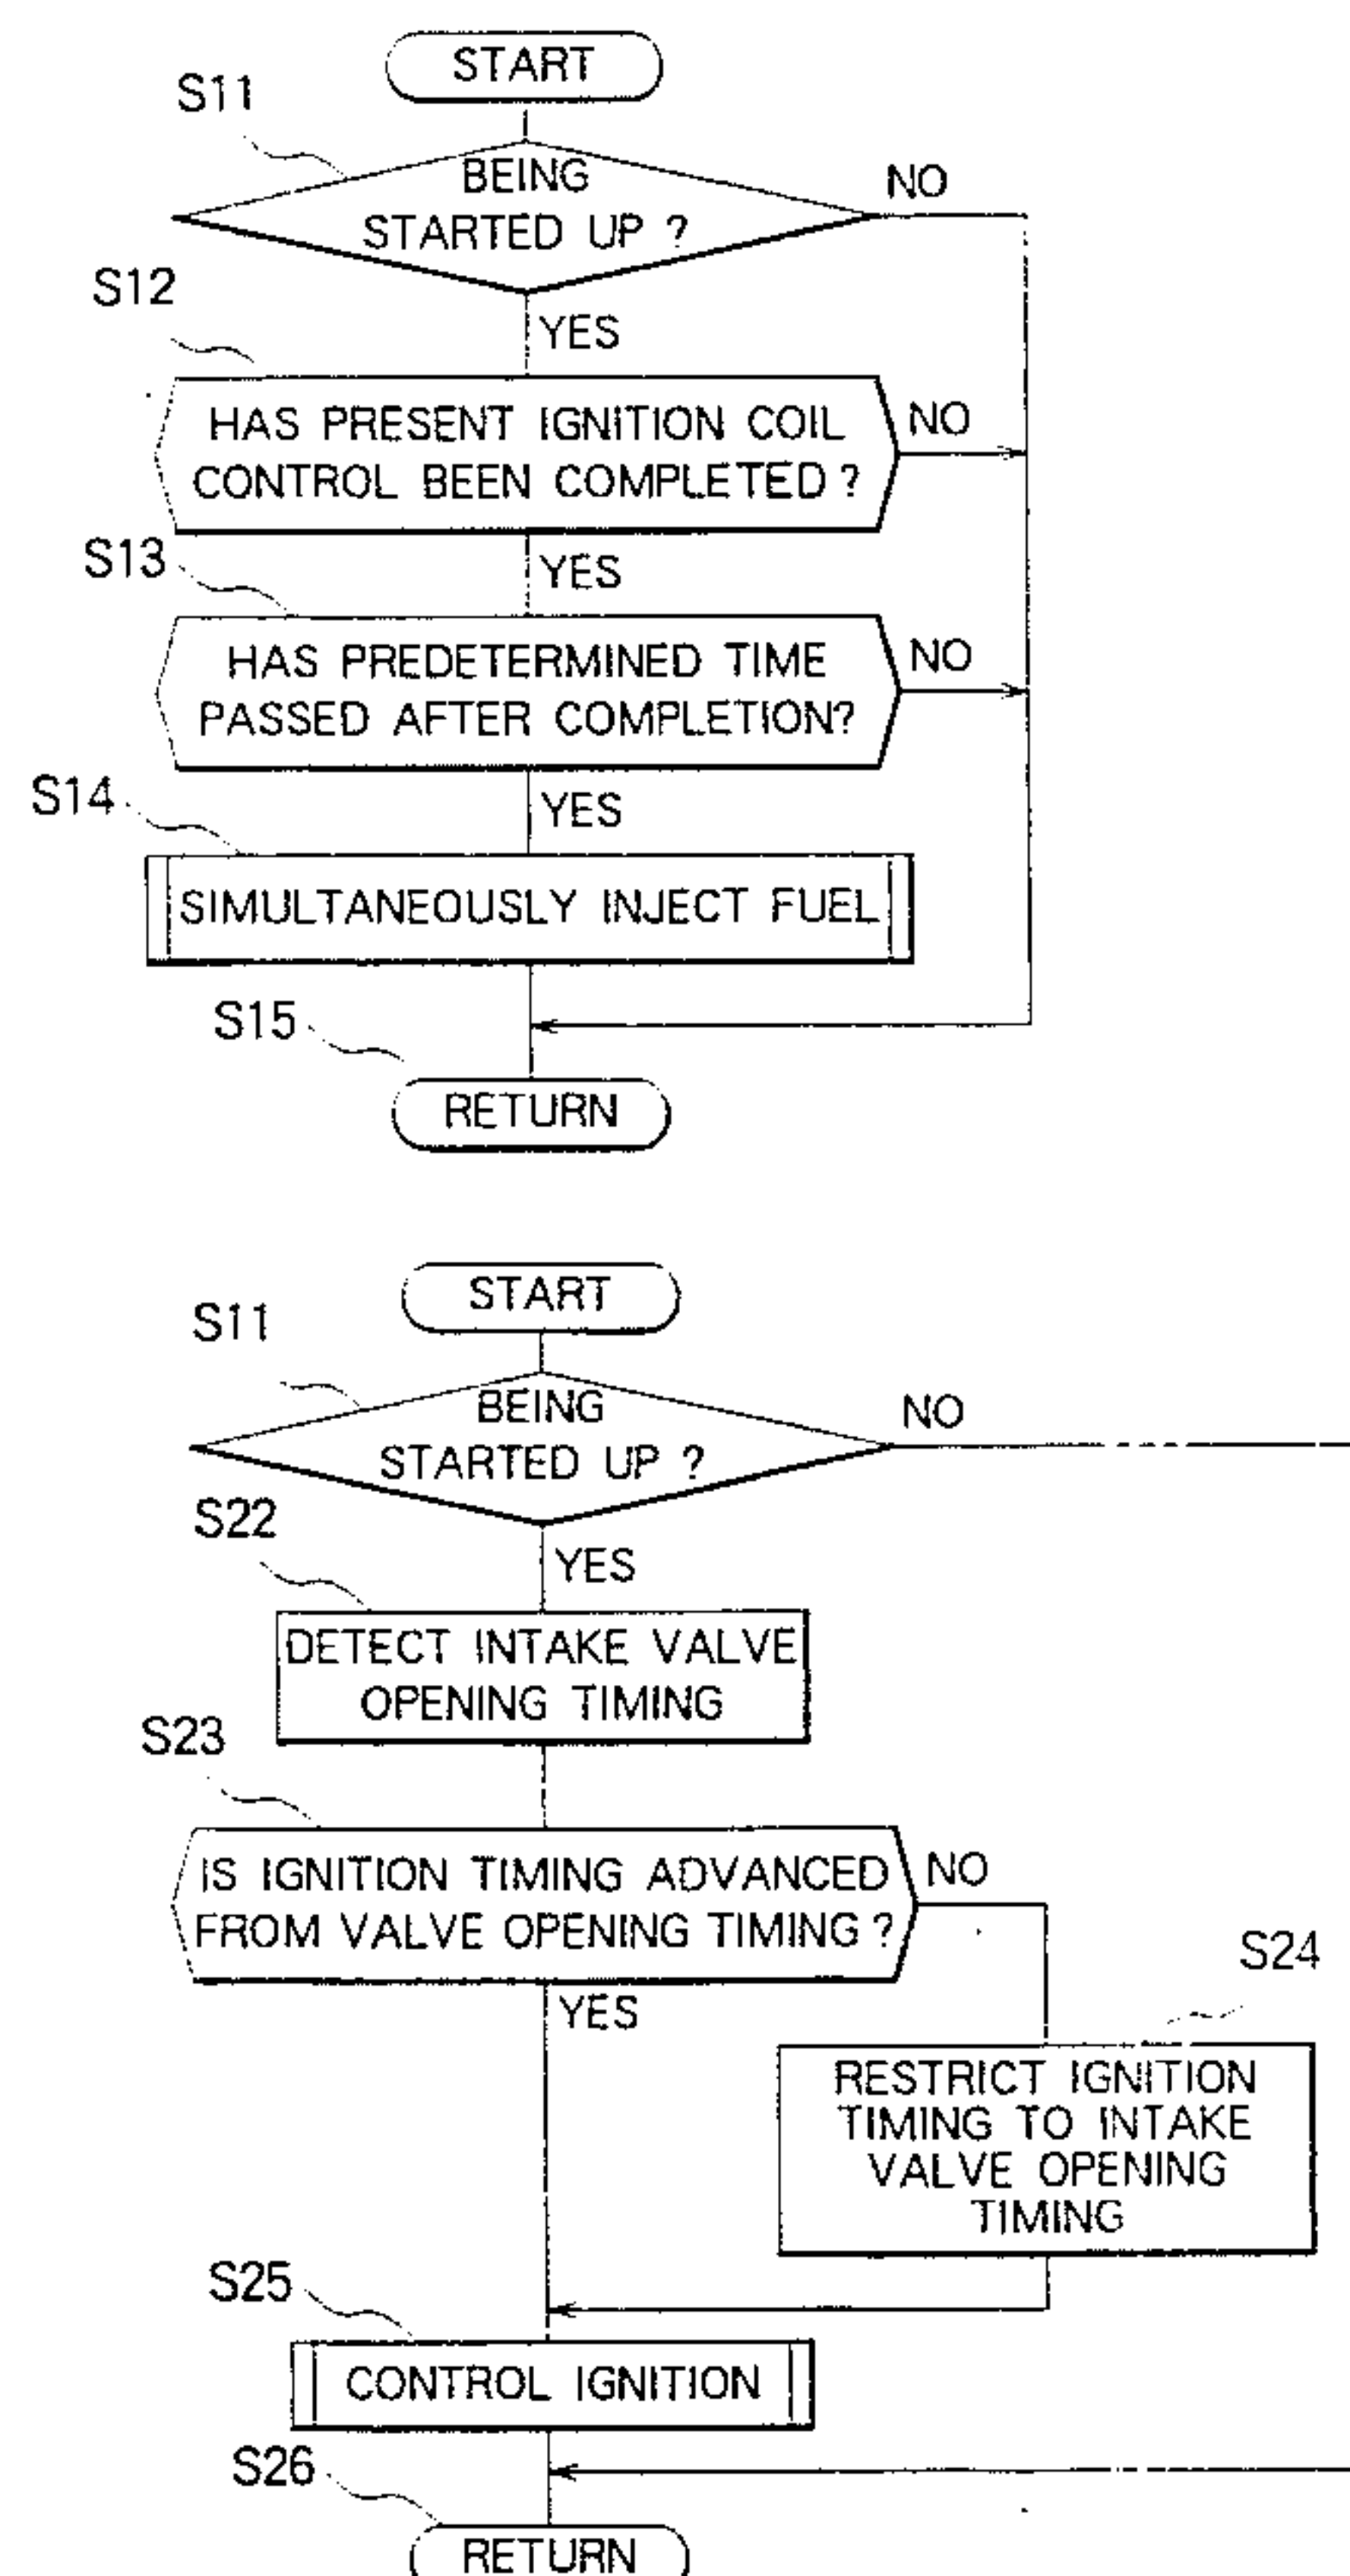 START
S11
BEING
STARTED UP ?
NO
S12
YES
HAS PRESENT IGNITION COIL
CONTROL BEEN COMPLETED ?
NO
S13
YES
HAS PREDETERMINED TIME
PASSED AFTER COMPLETION?
NO
S14
YES
SIMULTANEOUSLY INJECT FUEL
S15
RETURN
START
S11
BEING
STARTED UP ?
NO
S22
YES
DETECT INTAKE VALVE
OPENING TIMING
S23
IS IGNITION TIMING ADVANCED
FROM VALVE OPENING TIMING ?
NO
S24
YES
RESTRICT IGNITION
TIMING TO INTAKE
VALVE OPENING
TIMING
S25
CONTROL IGNITION
S26
RETURN